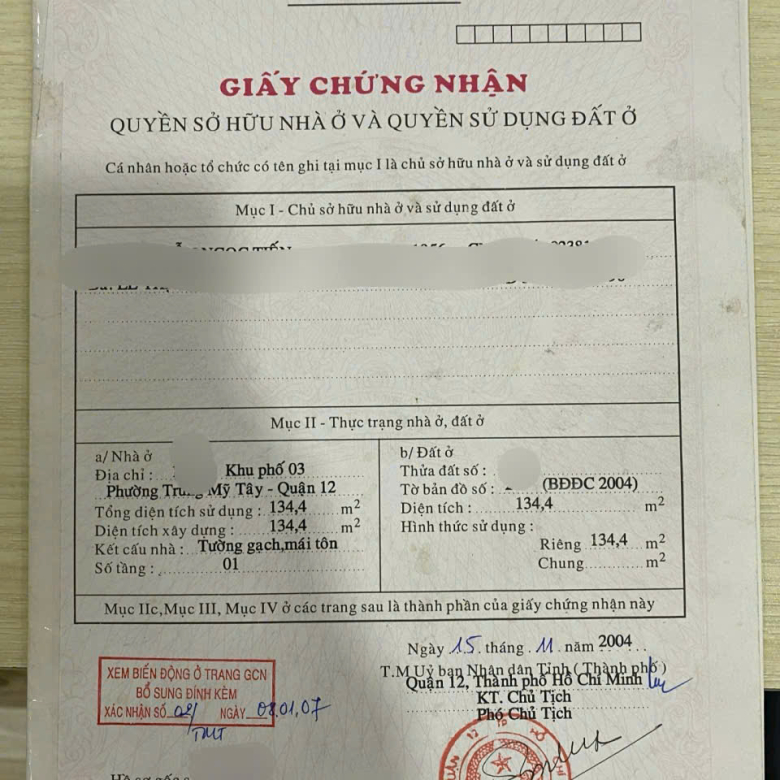 GIẤY CHỨNG NHẬN
QUYỀN SỞ HỮU NHÀ Ở VÀ QUYỀN SỬ DỤNG ĐẤT Ở
Cá nhân hoặc tổ chức có tên ghi tại mục I là chủ sở hữu nhà ở và sử dụng đất ở
Mục I - Chủ sở hữu nhà ở và sử dụng đất ở
Mục II - Thực trạng nhà ở, đất ở
a/ Nhà ở
Địa chỉ : Khu phố 03
Phường Trung Mỹ Tây - Quận 12
Tổng diện tích sử dụng : 134,4 m2
Diện tích xây dựng : 134,4 m2
Kết cấu nhà : Tường gạch,mái tôn
Số tầng : 01
b/ Đất ở
Thửa đất số :
Tờ bản đồ số : (BĐĐC 2004)
Diện tích : 134,4 m2
Hình thức sử dụng :
Riêng 134,4 m2
Chung m2
Mục IIc,Mục III, Mục IV ở các trang sau là thành phần của giấy chứng nhận này
Ngày 15 tháng 11 năm 2004
T.M Uỷ ban Nhân dân Tỉnh ( Thành phố )
Quận 12, Thành phố Hồ Chí Minh
KT. Chủ Tịch
Phó Chủ Tịch
XEM BIẾN ĐỘNG Ở TRANG GCN
BỔ SUNG ĐÍNH KÈM
XÁC NHẬN SỐ NGÀY 08.01.07
TMT